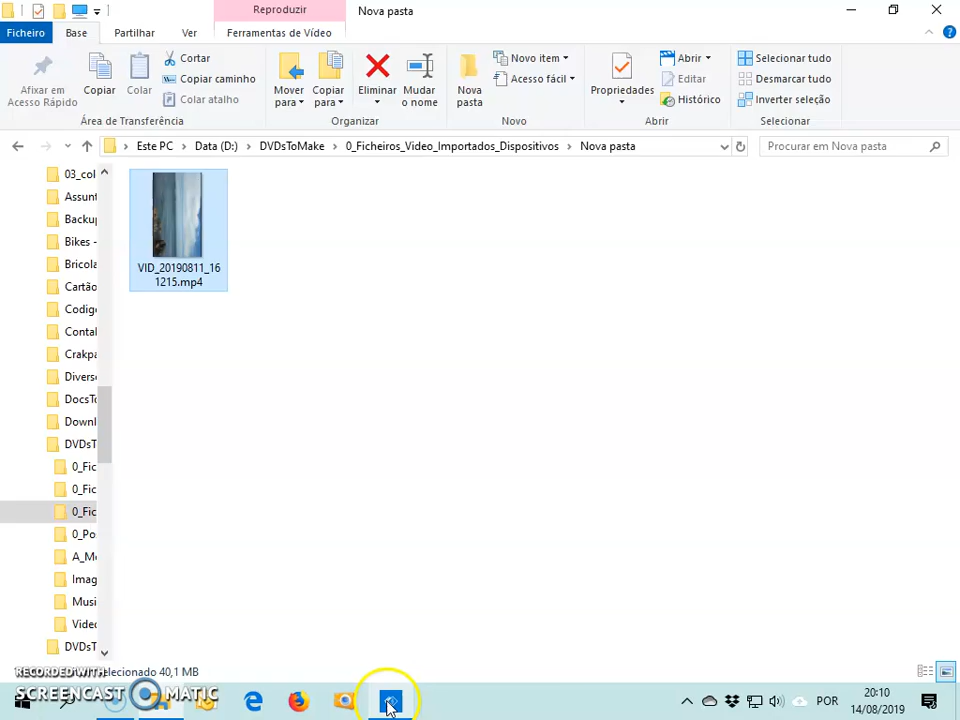 Reproduzir
Nova pasta
Ficheiro
Base
Partilhar
Ver
Ferramentas de Vídeo
Afixar em
Acesso Rápido
Copiar
Colar
Cortar
Copiar caminho
Colar atalho
Mover
para
Copiar
para
Eliminar
Mudar
o nome
Nova
pasta
Novo item
Acesso fácil
Propriedades
Abrir
Editar
Histórico
Selecionar tudo
Desmarcar tudo
Inverter seleção
Área de Transferência
Organizar
Novo
Abrir
Selecionar
Este PC
Data (D:)
DVDsToMake
0_Ficheiros_Video_Importados_Dispositivos
Nova pasta
Procurar em Nova pasta
03_col
Assunt
Backup
Bikes -
Bricola
Cartão
Codig
Contal
Crakpa
Divers
DocsTo
Downl
DVDsT
0_Fic
0_Fic
0_Fic
0_Po
A_Me
Imag
Musi
Video
DVDsT
VID_20190811_16
1215.mp4
elecionado 40,1 MB
RECORDED WITH
SCREENCAST MATIC
POR
20:10
14/08/2019